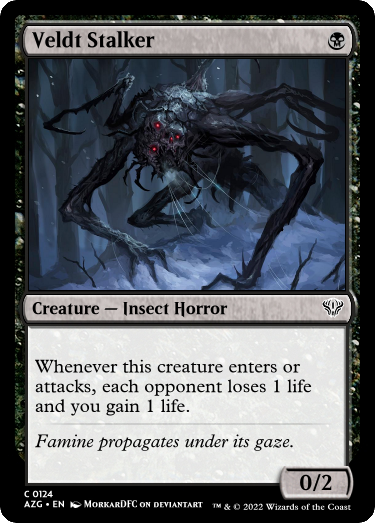 Veldt Stalker
Creature — Insect Horror
Whenever this creature enters or
attacks, each opponent loses 1 life
and you gain 1 life.
Famine propagates under its gaze.
0/2
C 0124
AZG • EN MorkarDFC on deviantart
™ & © 2022 Wizards of the Coast